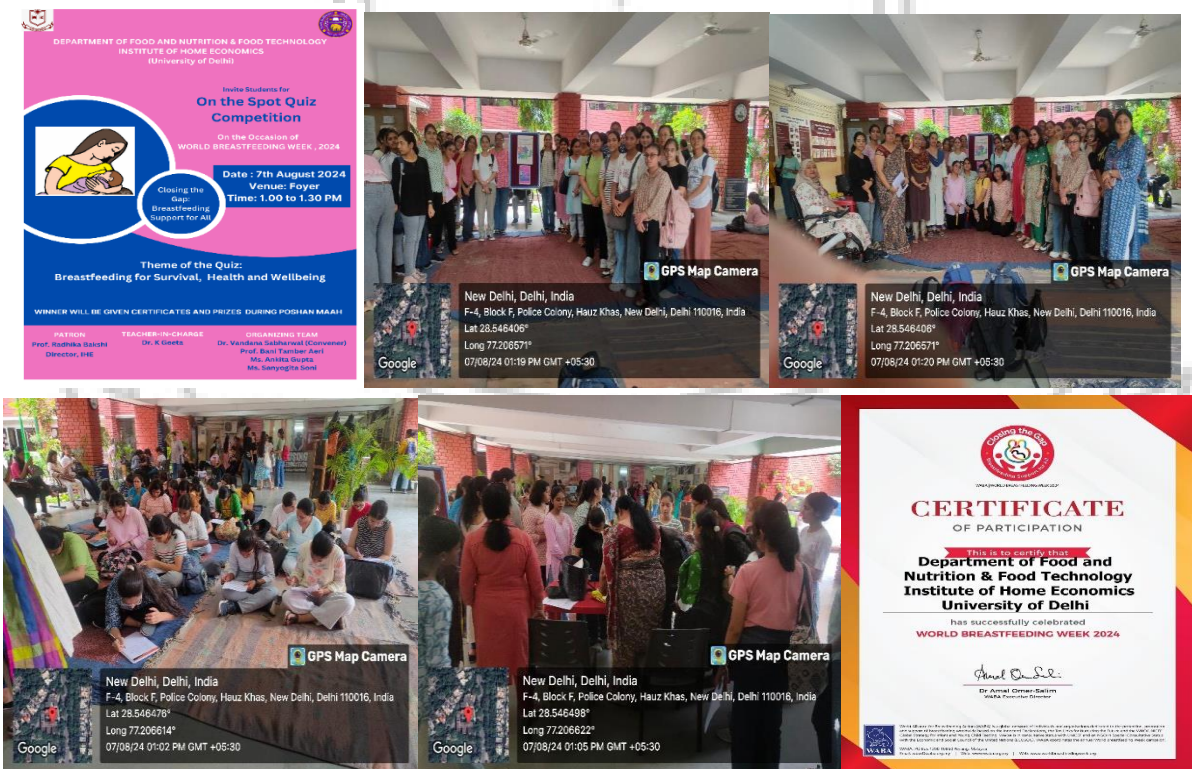 DEPARTMENT OF FOOD AND NUTRITION & FOOD TECHNOLOGY
INSTITUTE OF HOME ECONOMICS
(University of Delhi)
Invite Students for
On the Spot Quiz
Competition
On the Occasion of
WORLD BREASTFEEDING WEEK , 2024
Date : 7th August 2024
Venue: Foyer
Time: 1.00 to 1.30 PM
Closing the
Gap:
Breastfeeding
Support for All
Theme of the Quiz:
Breastfeeding for Survival, Health and Wellbeing
WINNER WILL BE GIVEN CERTIFICATES AND PRIZES DURING POSHAN MAAH
PATRON
Prof. Radhika Bakshi
Director, IHE
TEACHER-IN-CHARGE
Dr. K Geeta
ORGANIZING TEAM
Dr. Vandana Sabharwal (Convener)
Prof. Bani Tamber Aeri
Ms. Ankita Gupta
Ms. Sanyogita Soni
GPS Map Camera
New Delhi, Delhi, India
F-4, Block F, Police Colony, Hauz Khas, New Delhi, Delhi 110016, India
Lat 28.546406°
Long 77.206571°
07/08/24 01:19 PM GMT +05:30
Google
GPS Map Camera
New Delhi, Delhi, India
F-4, Block F, Police Colony, Hauz Khas, New Delhi, Delhi 110016, India
Lat 28.546406°
Long 77.206571°
07/08/24 01:20 PM GMT +05:30
Google
GPS Map Camera
New Delhi, Delhi, India
F-4, Block F, Police Colony, Hauz Khas, New Delhi, Delhi 110016, India
Lat 28.546476°
Long 77.206614°
07/08/24 01:02 PM GMT +05:30
Google
GPS Map Camera
New Delhi, Delhi, India
F-4, Block F, Police Colony, Hauz Khas, New Delhi, Delhi 110016, India
Lat 28.546498°
Long 77.206622°
07/08/24 01:05 PM GMT +05:30
Google
Closing the Gap
CERTIFICATE
OF PARTICIPATION
This is to certify that
Department of Food and
Nutrition & Food Technology
Institute of Home Economics
University of Delhi
has successfully celebrated
WORLD BREASTFEEDING WEEK 2024
Dr Amal Omer-Salim
WABA Executive Director
WABA